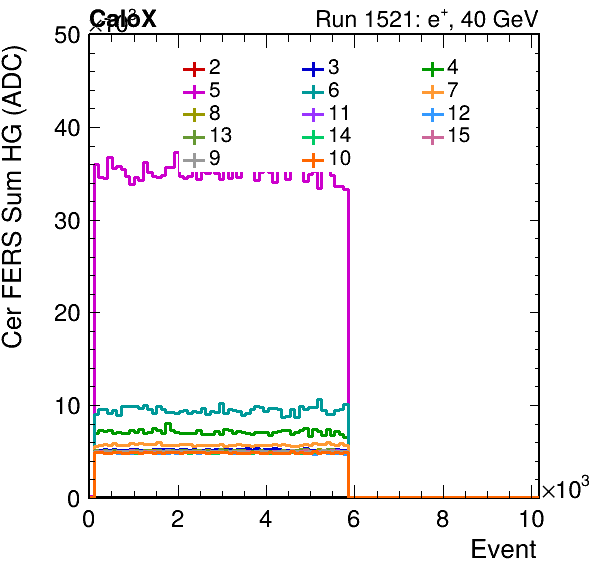 CaloX
×10³
Run 1521: e⁺, 40 GeV
Cer FERS Sum HG (ADC)
50
40
30
20
10
0
2 3 4
5 6 7
8 11 12
13 14 15
9 10
0 2 4 6 8 10
×10³
Event